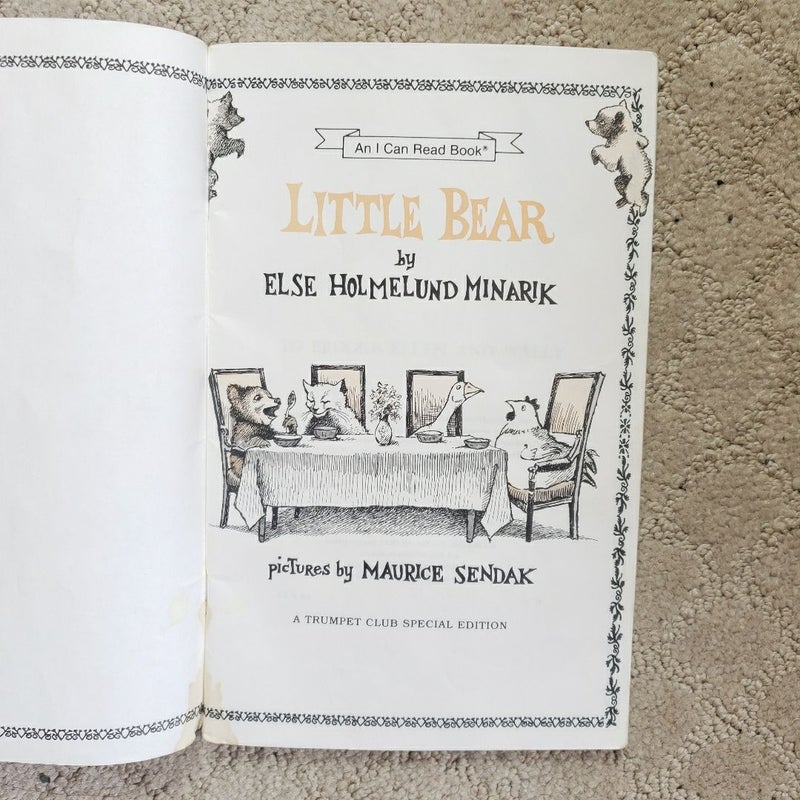 An I Can Read Book®
LITTLE BEAR
by
ELSE HOLMELUND MINARIK
pictures by MAURICE SENDAK
A TRUMPET CLUB SPECIAL EDITION